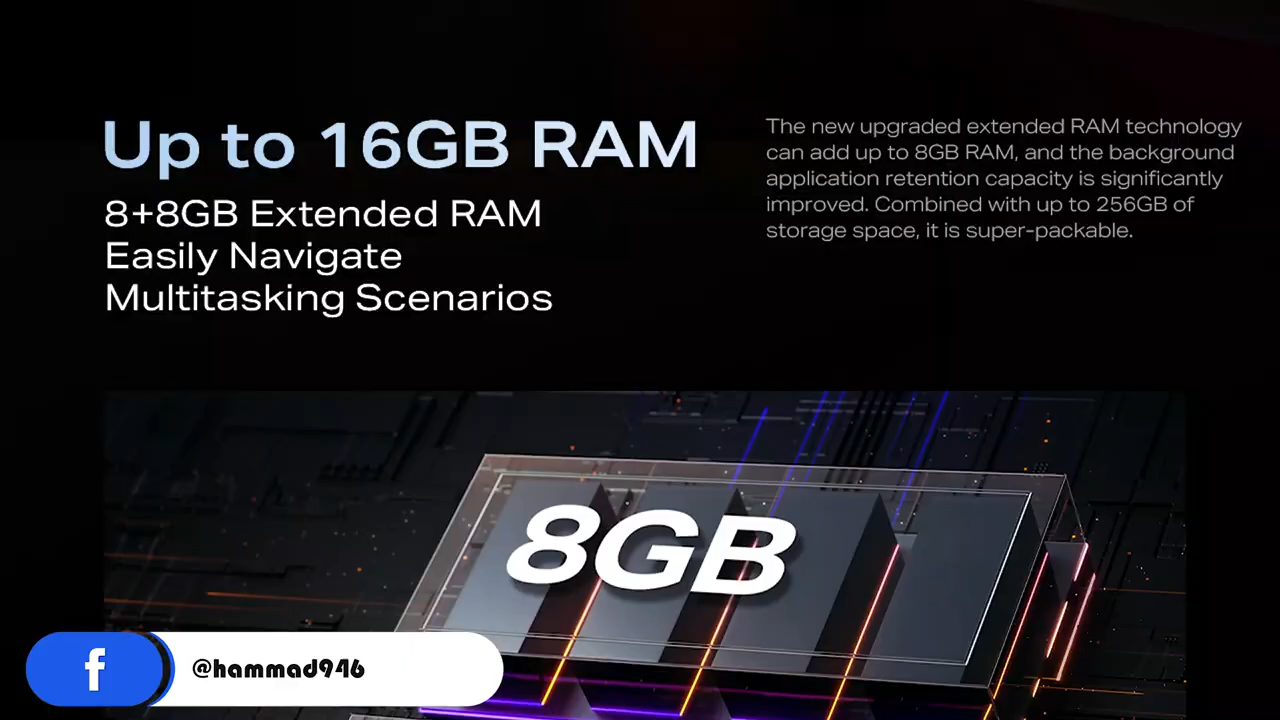 Up to 16GB RAM
8+8GB Extended RAM
Easily Navigate
Multitasking Scenarios
The new upgraded extended RAM technology
can add up to 8GB RAM, and the background
application retention capacity is significantly
improved. Combined with up to 256GB of
storage space, it is super-packable.
8GB
f
@hammad946